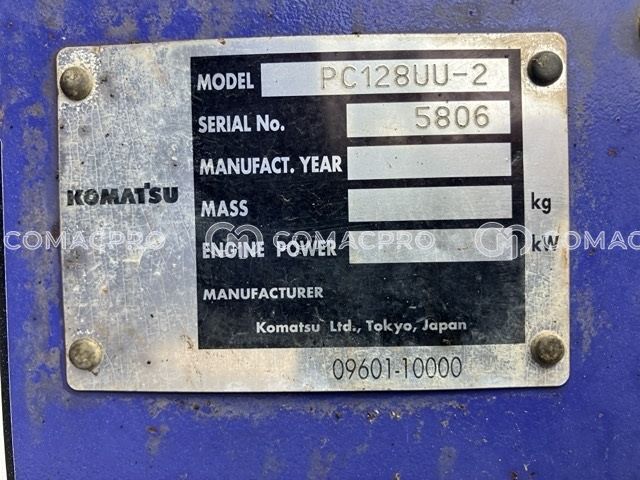 MODEL PC128UU-2
SERIAL No. 5806
MANUFACT. YEAR
KOMATSU
MASS kg
COMACPRO COMACPRO COMACPRO
ENGINE POWER kW
MANUFACTURER
Komatsu Ltd., Tokyo, Japan
09601-10000